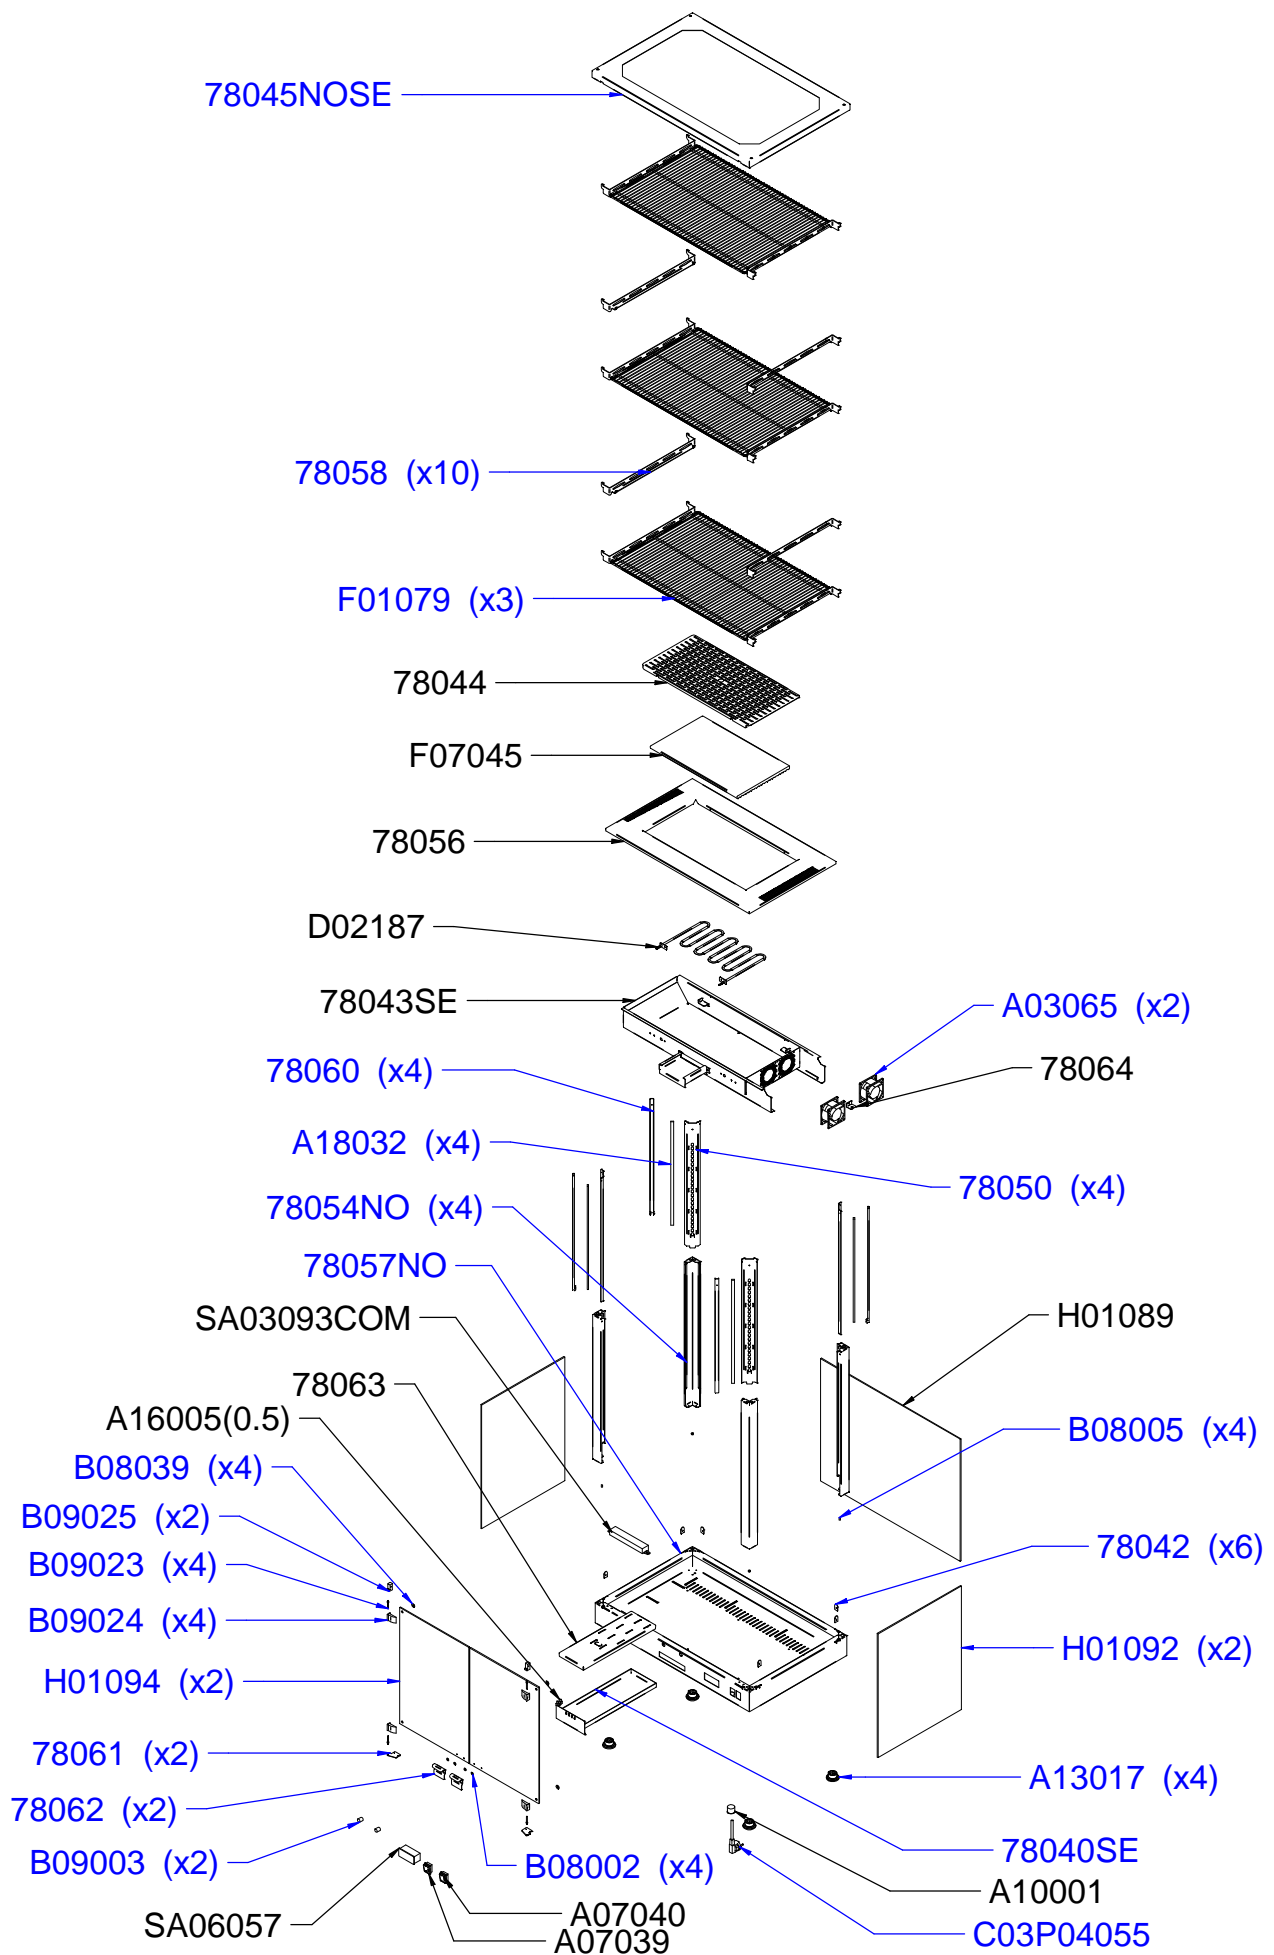 78045NOSE
78058 (x10)
F01079 (x3)
78044
F07045
78056
D02187
78043SE
A03065 (x2)
78064
78060 (x4)
A18032 (x4)
78050 (x4)
78054NO (x4)
78057NO
SA03093COM
H01089
78063
A16005(0.5)
B08005 (x4)
B08039 (x4)
B09025 (x2)
78042 (x6)
B09023 (x4)
B09024 (x4)
H01092 (x2)
H01094 (x2)
78061 (x2)
A13017 (x4)
78062 (x2)
78040SE
B09003 (x2)
B08002 (x4)
A10001
SA06057
A07040
C03P04055
A07039